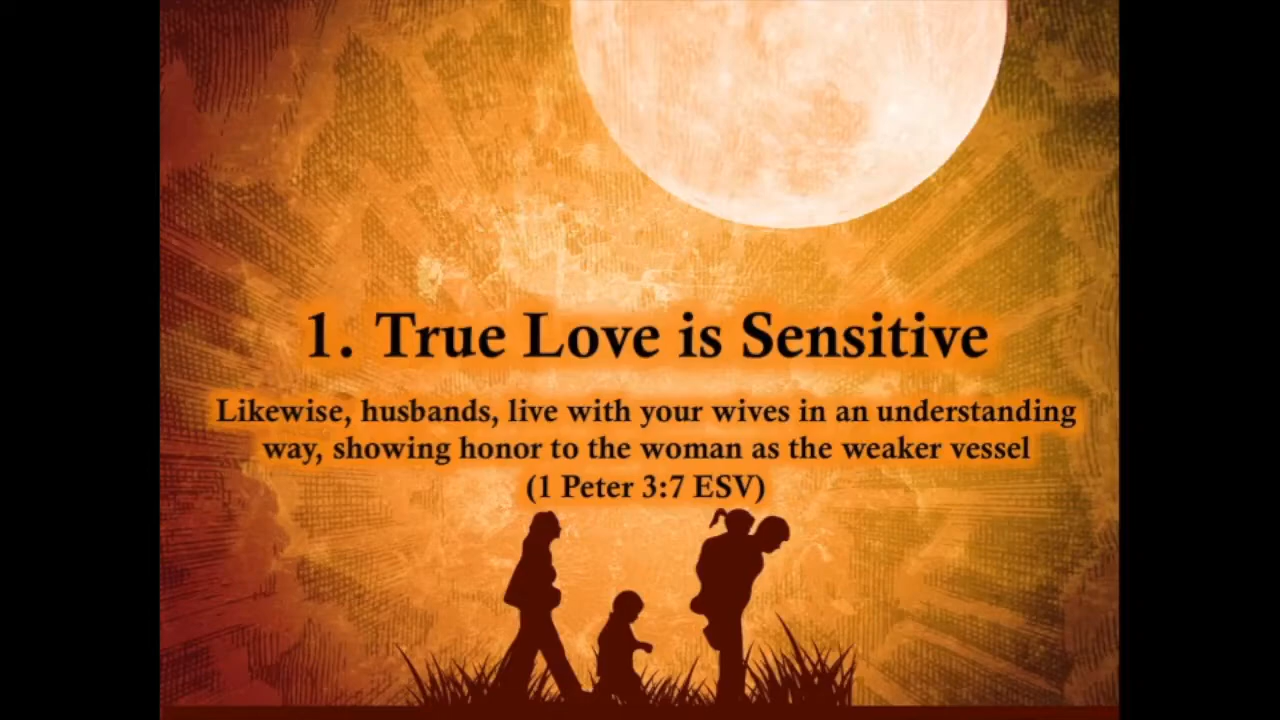 1. True Love is Sensitive
Likewise, husbands, live with your wives in an understanding
way, showing honor to the woman as the weaker vessel
(1 Peter 3:7 ESV)